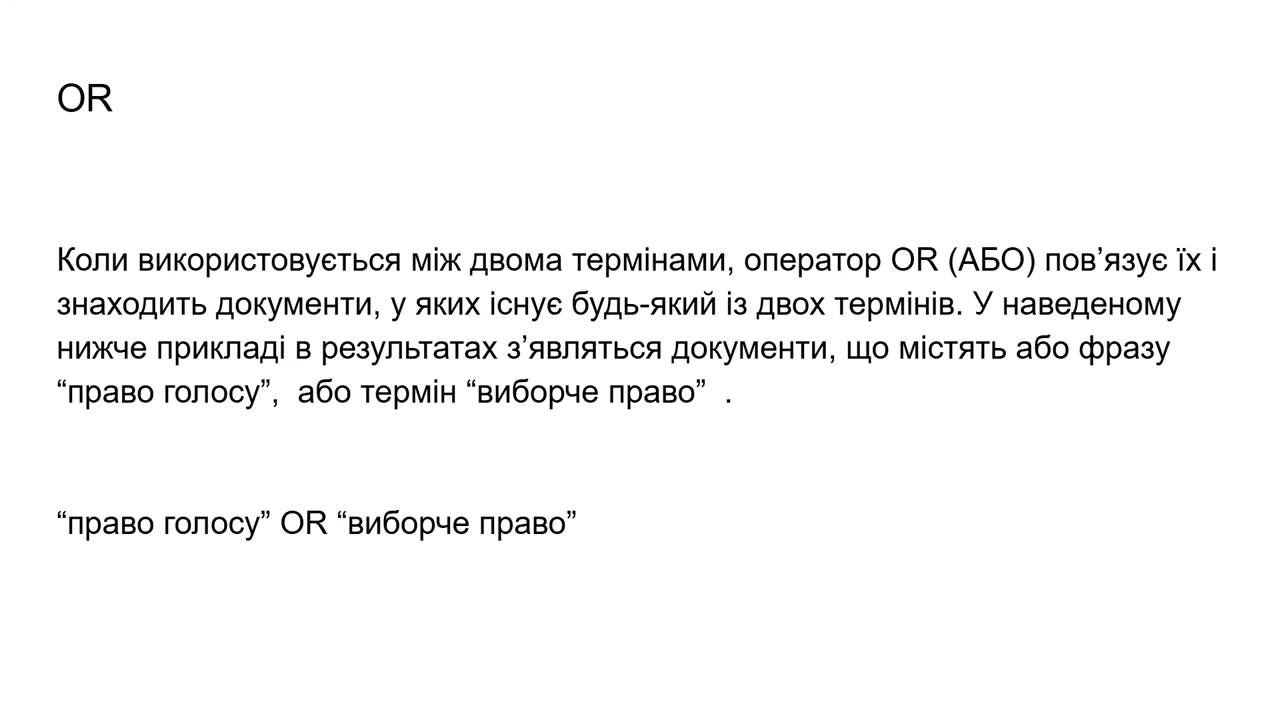 OR
Коли використовується між двома термінами, оператор OR (АБО) пов’язує їх і
знаходить документи, у яких існує будь-який із двох термінів. У наведеному
нижче прикладі в результатах з’являться документи, що містять або фразу
“право голосу”,  або термін “виборче право”  .
“право голосу” OR “виборче право”